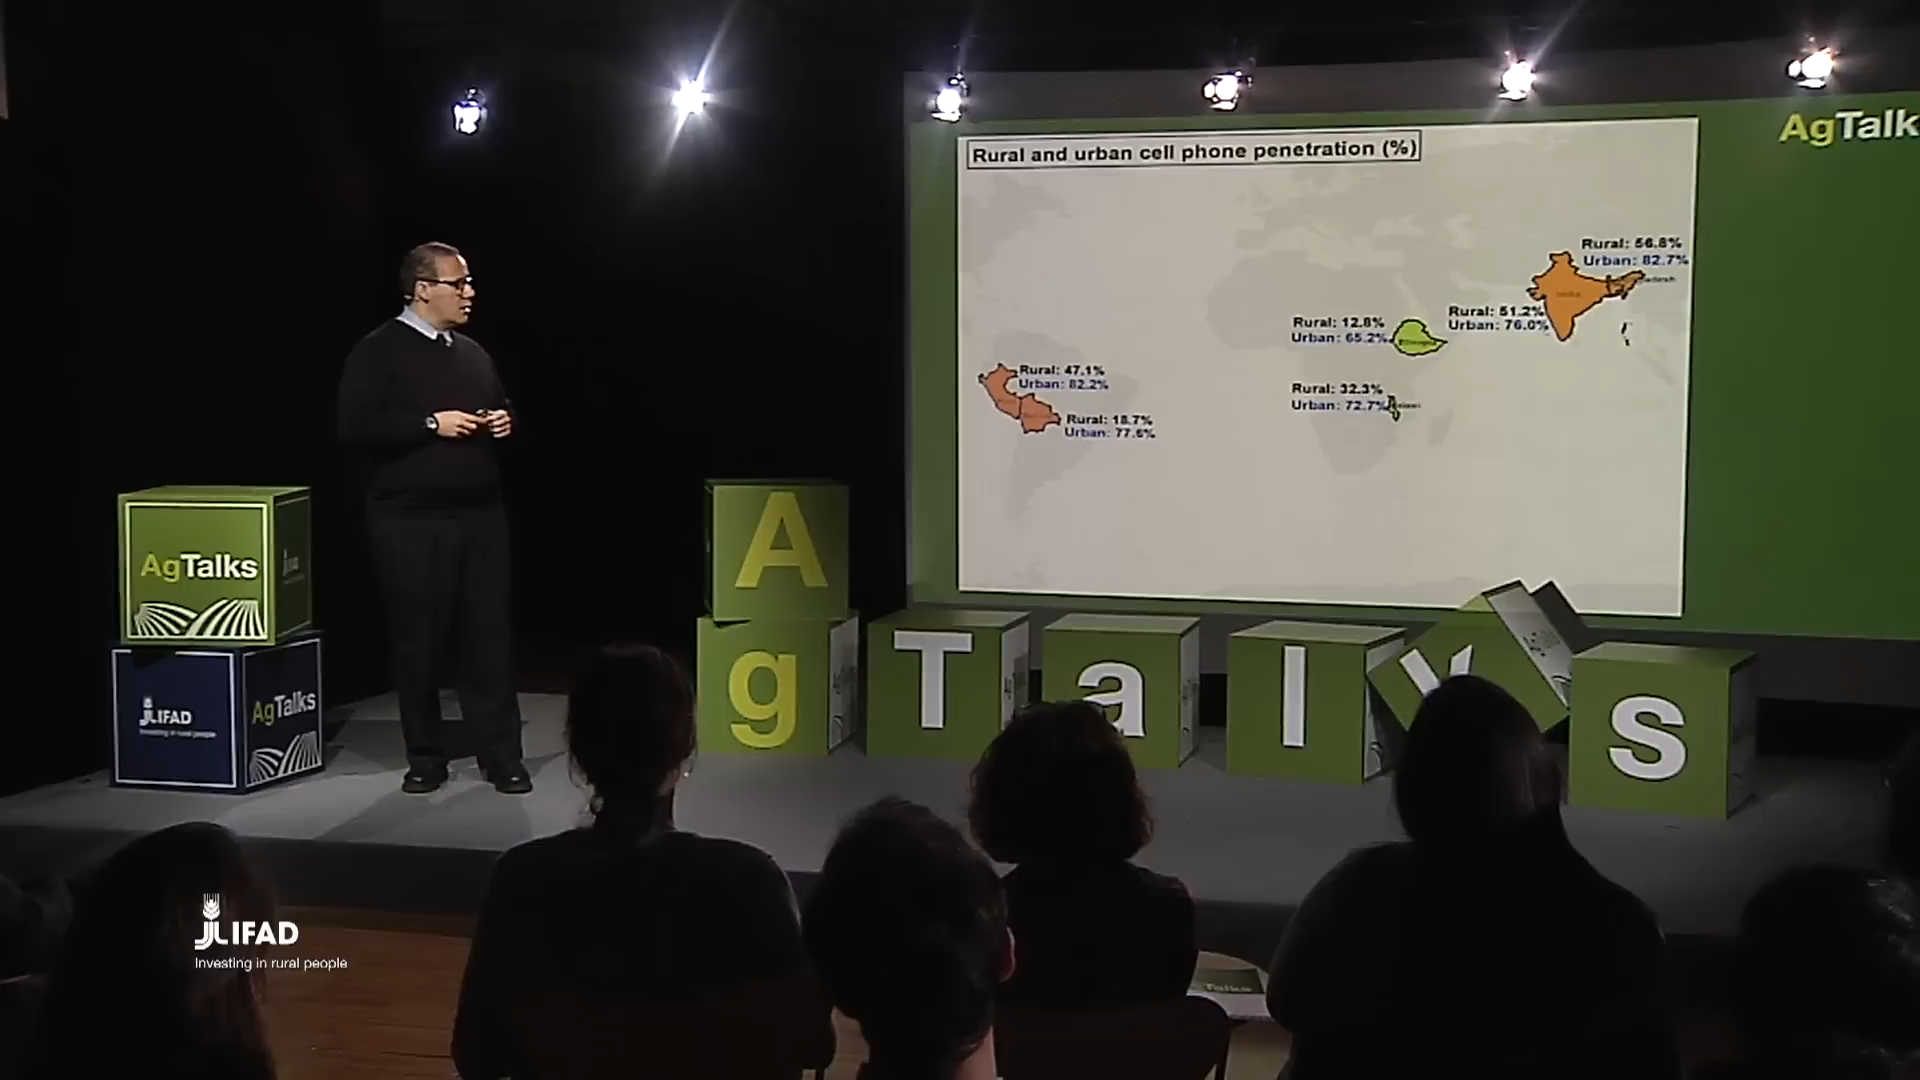 AgTalk
Rural and urban cell phone penetration (%)
Rural: 56.8%
Urban: 82.7%
Rural: 51.2%
Urban: 76.0%
Rural: 12.8%
Urban: 65.2%
Rural: 47.1%
Urban: 82.2%
Rural: 32.3%
Urban: 72.7%
Rural: 18.7%
Urban: 77.6%
A
g T a l k s
AgTalks
IFAD
Investing in rural people
AgTalks
IFAD
Investing in rural people